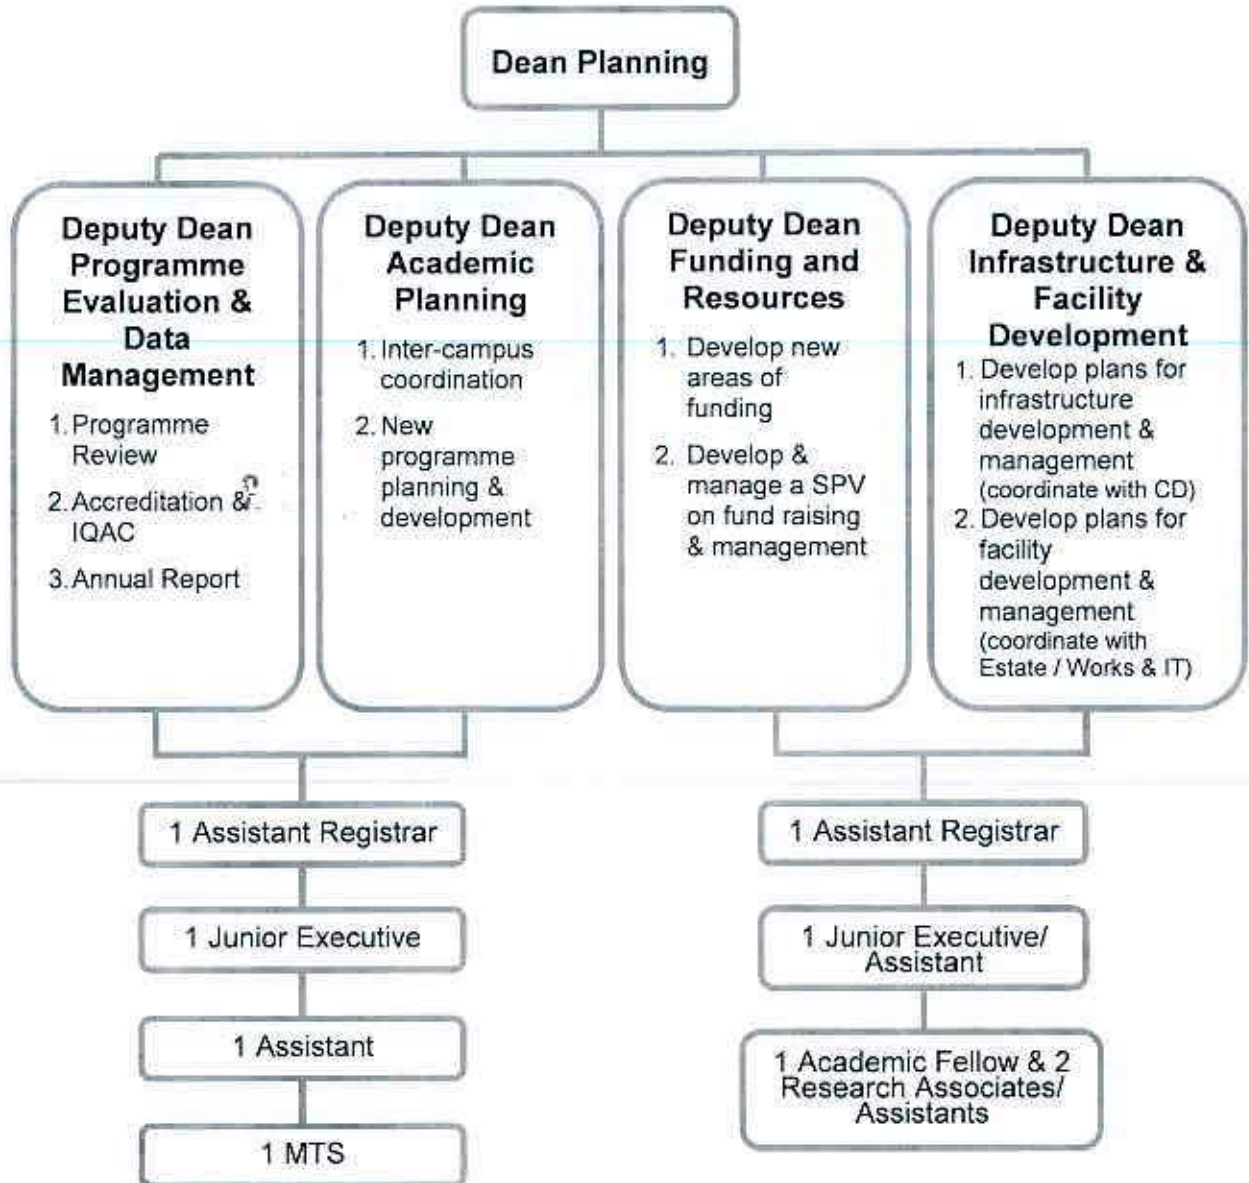 Dean Planning
Deputy Dean
Programme
Evaluation &
Data
Management
1. Programme
Review
2. Accreditation &
IQAC
3. Annual Report
Deputy Dean
Academic
Planning
1. Inter-campus
coordination
2. New
programme
planning &
development
Deputy Dean
Funding and
Resources
1. Develop new
areas of
funding
2. Develop &
manage a SPV
on fund raising
& management
Deputy Dean
Infrastructure &
Facility
Development
1. Develop plans for
infrastructure
development &
management
(coordinate with CD)
2. Develop plans for
facility
development &
management
(coordinate with
Estate / Works & IT)
1 Assistant Registrar
1 Junior Executive
1 Assistant
1 MTS
1 Assistant Registrar
1 Junior Executive/
Assistant
1 Academic Fellow & 2
Research Associates/
Assistants